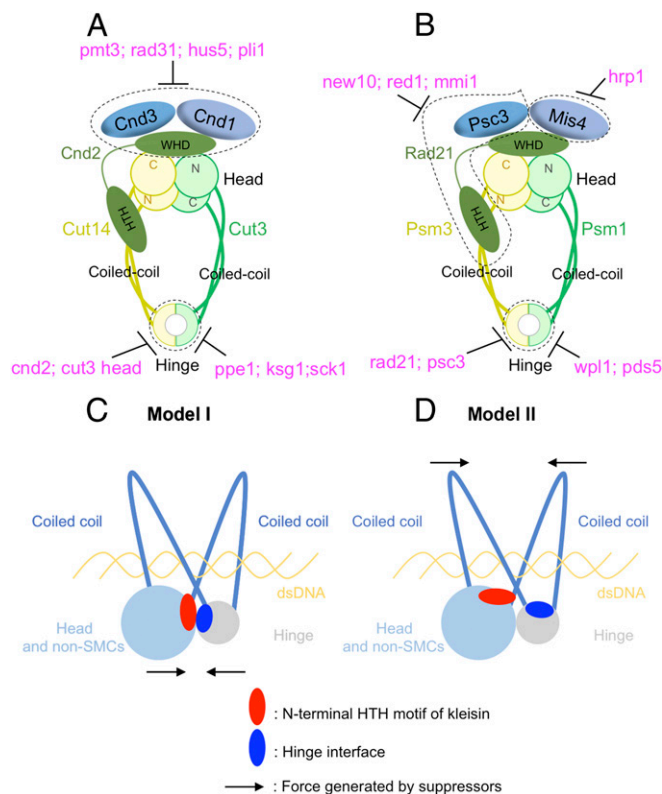 A
pmt3; rad31; hus5; pli1
Cnd3
Cnd1
Cnd2
WHD
C
N
Head
N
C
HTH
Cut14
Cut3
Coiled-coil
Coiled-coil
cnd2; cut3 head
Hinge
ppe1; ksg1;sck1
B
new10; red1; mmi1
hrp1
Psc3
Mis4
Rad21
WHD
C
N
Head
N
C
HTH
Psm3
Psm1
Coiled-coil
Coiled-coil
rad21; psc3
Hinge
wpl1; pds5
C Model I
Coiled coil
Coiled coil
dsDNA
Head
and non-SMCs
Hinge
D Model II
Coiled coil
Coiled coil
dsDNA
Head
and non-SMCs
Hinge
: N-terminal HTH motif of kleisin
: Hinge interface
: Force generated by suppressors